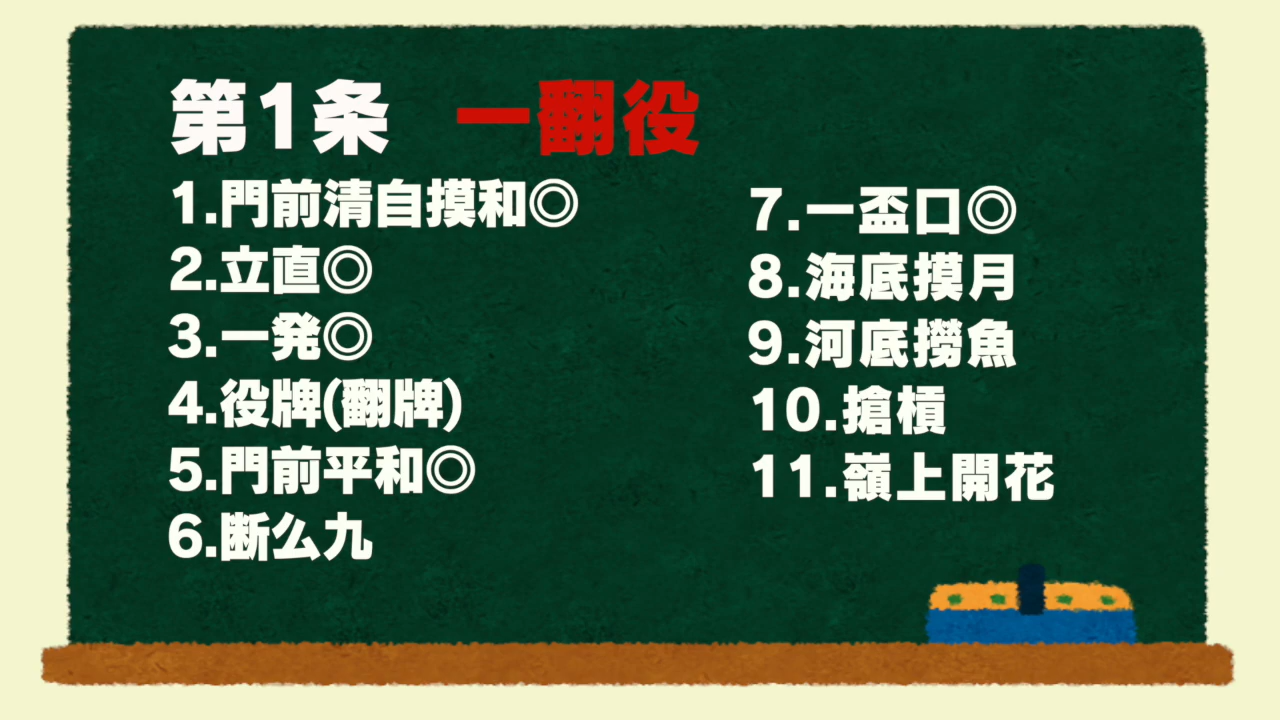 第1条 一翻役
1.門前清自摸和◎
2.立直◎
3.一発◎
4.役牌(翻牌)
5.門前平和◎
6.断么九
7.一盃口◎
8.海底摸月
9.河底撈魚
10.搶槓
11.嶺上開花